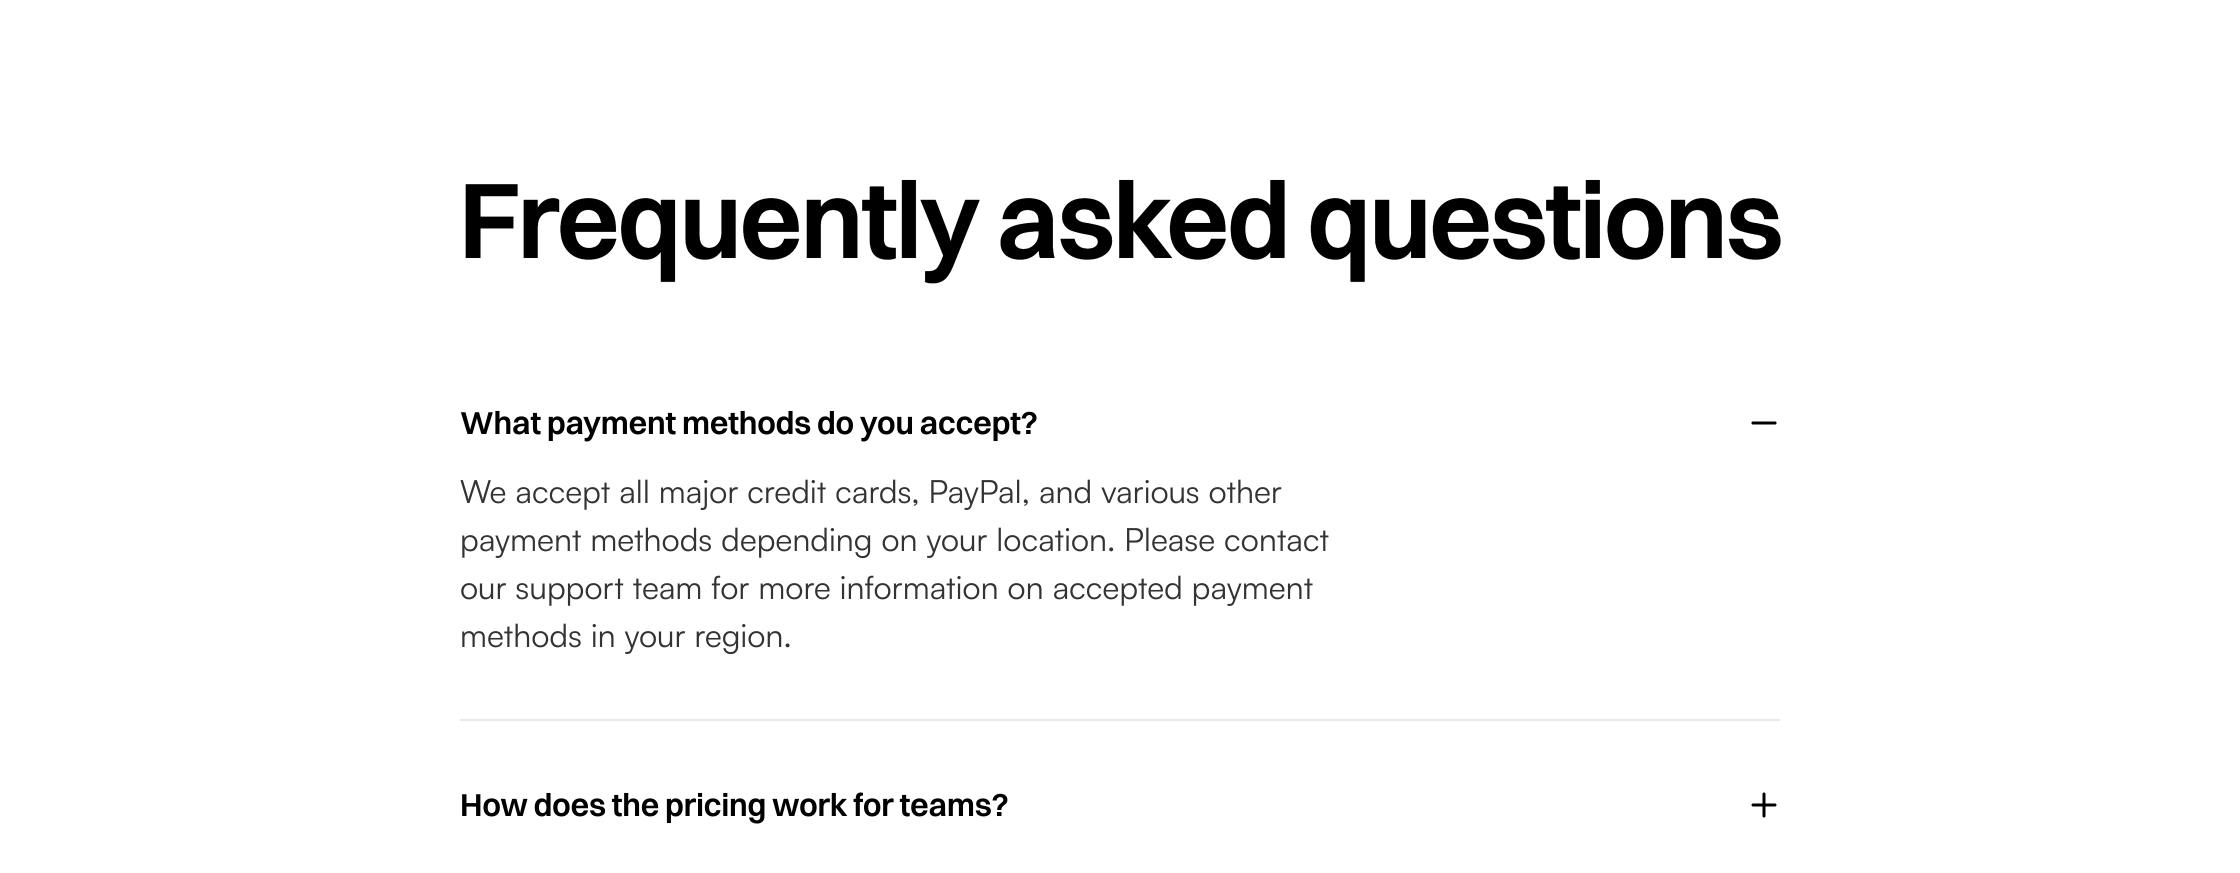 Frequently asked questions
What payment methods do you accept?
We accept all major credit cards, PayPal, and various other
payment methods depending on your location. Please contact
our support team for more information on accepted payment
methods in your region.
How does the pricing work for teams?